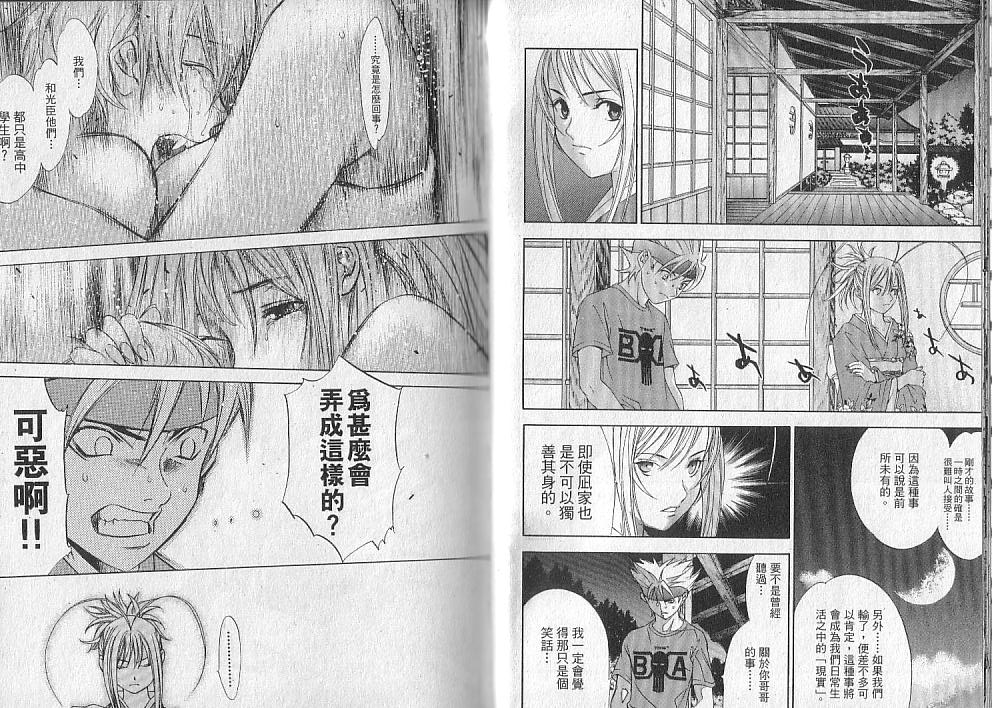 剛才的故事……
一時之間的確是
很難叫人接受……
因為這種事
可以說是前
所未有的。
即使凪家也
是不可以獨
善其身的。
另外……如果我們
輸了，便差不多可
以肯定，這種事將
會成為我們日常生
活之中的「現實」。
要不是曾經
聽過…
關於你哥哥
的事……
我一定會覺
得那只是個
笑話…
BA
BA
……究竟是怎麼回事？
我們…
和光臣他們…
都只是高中
學生啊？
為甚麼會
弄成這樣的？
可惡啊!!
…………